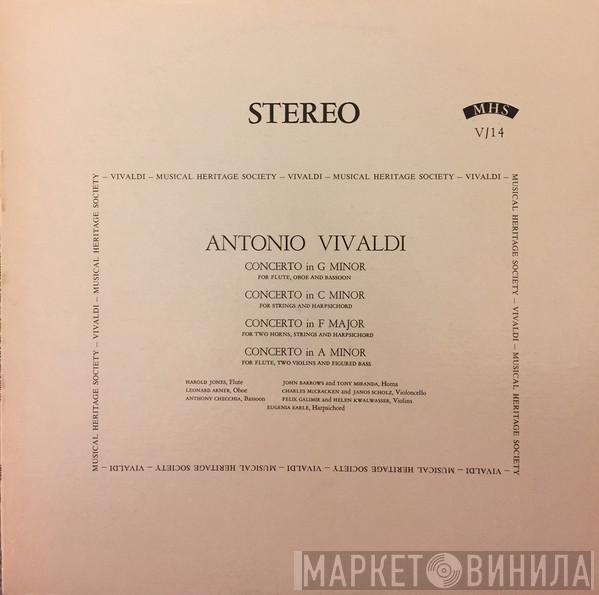 STEREO
MHS
V/14
– VIVALDI – MUSICAL HERITAGE SOCIETY – VIVALDI – MUSICAL HERITAGE SOCIETY – VIVALDI –
MUSICAL HERITAGE SOCIETY – VIVALDI – MUSICAL HERITAGE SOCIETY
MUSICAL HERITAGE SOCIETY – VIVALDI – MUSICAL HERITAGE SOCIETY
ANTONIO VIVALDI
CONCERTO in G MINOR
FOR FLUTE, OBOE AND BASSOON
CONCERTO in C MINOR
FOR STRINGS AND HARPSICHORD
CONCERTO in F MAJOR
FOR TWO HORNS, STRINGS AND HARPSICHORD
CONCERTO in A MINOR
FOR FLUTE, TWO VIOLINS AND FIGURED BASS
HAROLD JONES, Flute
JOHN BARROWS and TONY MIRANDA, Horns
LEONARD ARNER, Oboe
CHARLES McCRACKEN and JANOS SCHOLZ, Violoncello
ANTHONY CHECCHIA, Bassoon
FELIX GALIMIR and HELEN KWALWASSER, Violins
EUGENIA EARLE, Harpsichord
– VIVALDI – MUSICAL HERITAGE SOCIETY – VIVALDI – MUSICAL HERITAGE SOCIETY – VIVALDI –
МАРКЕТ ВИНИЛА